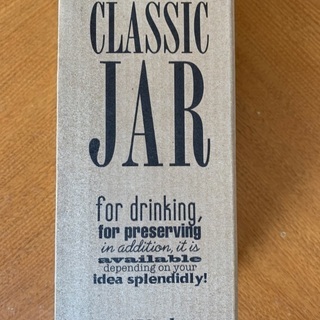 CLASSIC
JAR
for drinking,
for preserving
in addition, it is
available
depending on your
idea splendidly!